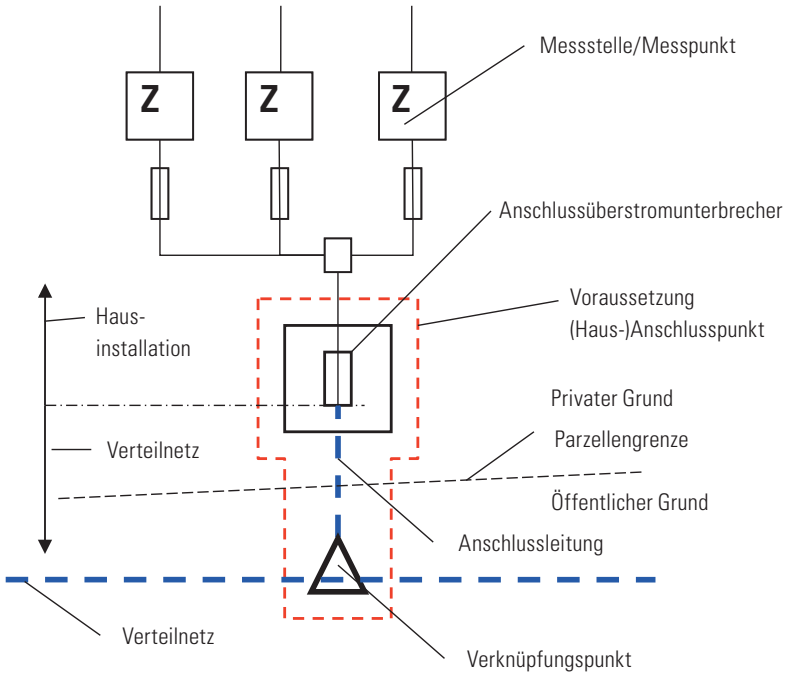 Messstelle/Messpunkt
Z
Z
Z
Anschlussüberstromunterbrecher
Voraussetzung
(Haus-)Anschlusspunkt
Haus-
installation
Privater Grund
Parzellengrenze
Verteilnetz
Öffentlicher Grund
Anschlussleitung
Verteilnetz
Verknüpfungspunkt